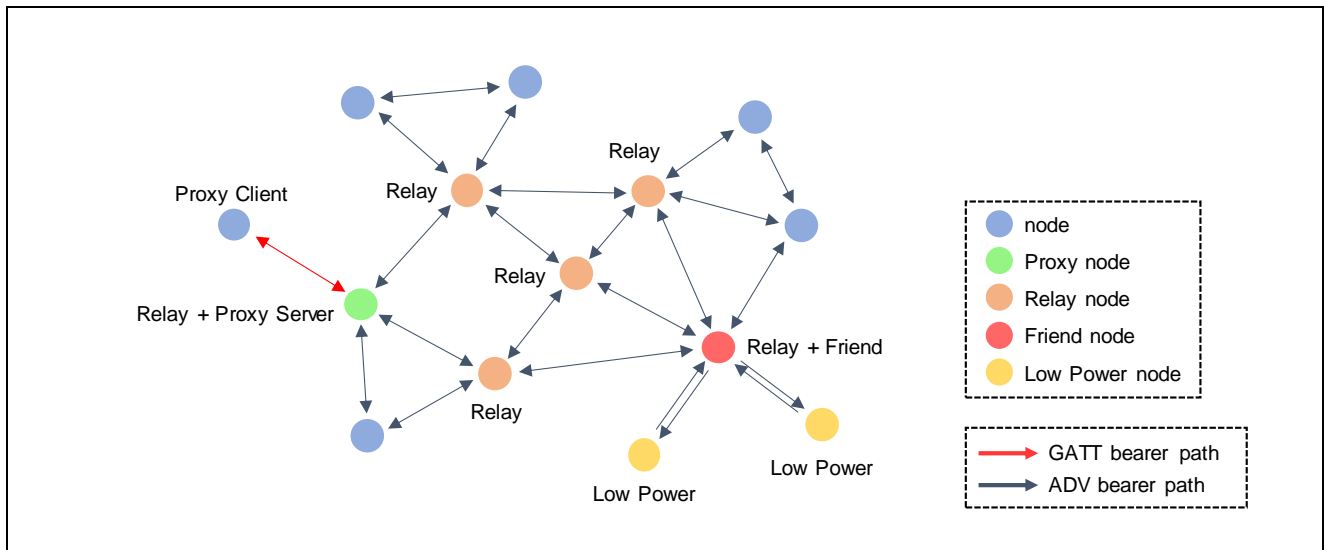 Relay
Proxy Client
Relay
Relay
Relay + Proxy Server
Relay + Friend
Relay
Low Power
Low Power
node
Proxy node
Relay node
Friend node
Low Power node
GATT bearer path
ADV bearer path